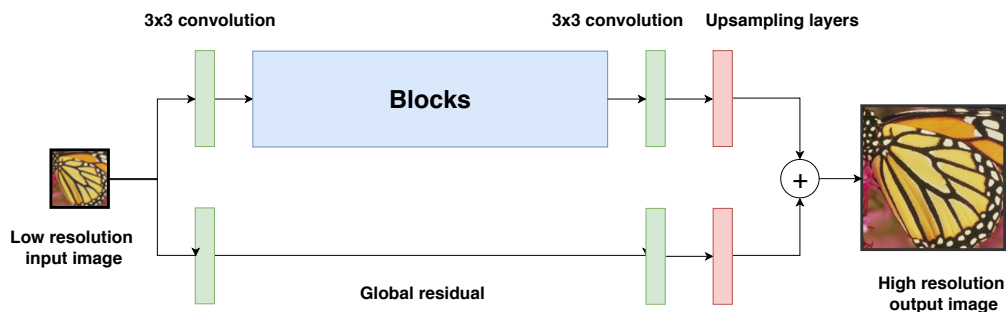 3x3 convolution
3x3 convolution
Upsampling layers
Blocks
+
Low resolution
input image
Global residual
High resolution
output image